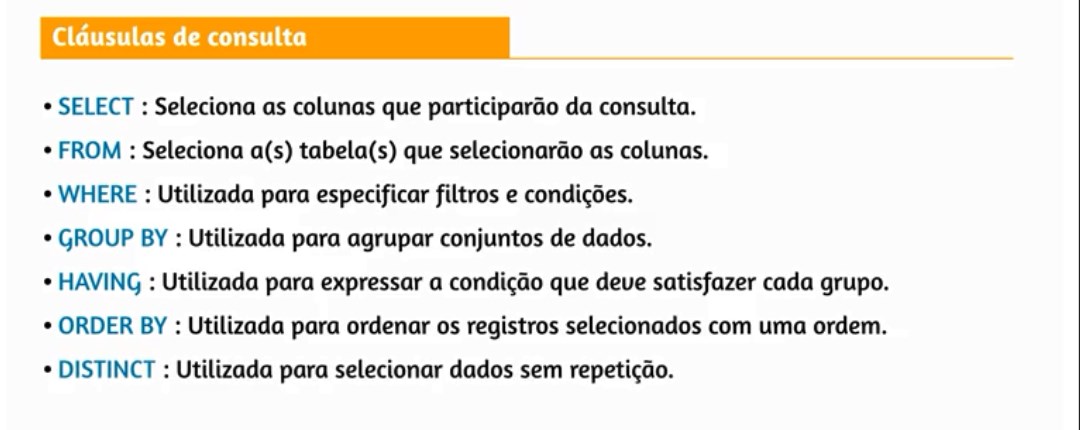 Cláusulas de consulta
• SELECT : Seleciona as colunas que participarão da consulta.
• FROM : Seleciona a(s) tabela(s) que selecionarão as colunas.
• WHERE : Utilizada para especificar filtros e condições.
• GROUP BY : Utilizada para agrupar conjuntos de dados.
• HAVING : Utilizada para expressar a condição que deve satisfazer cada grupo.
• ORDER BY : Utilizada para ordenar os registros selecionados com uma ordem.
• DISTINCT : Utilizada para selecionar dados sem repetição.